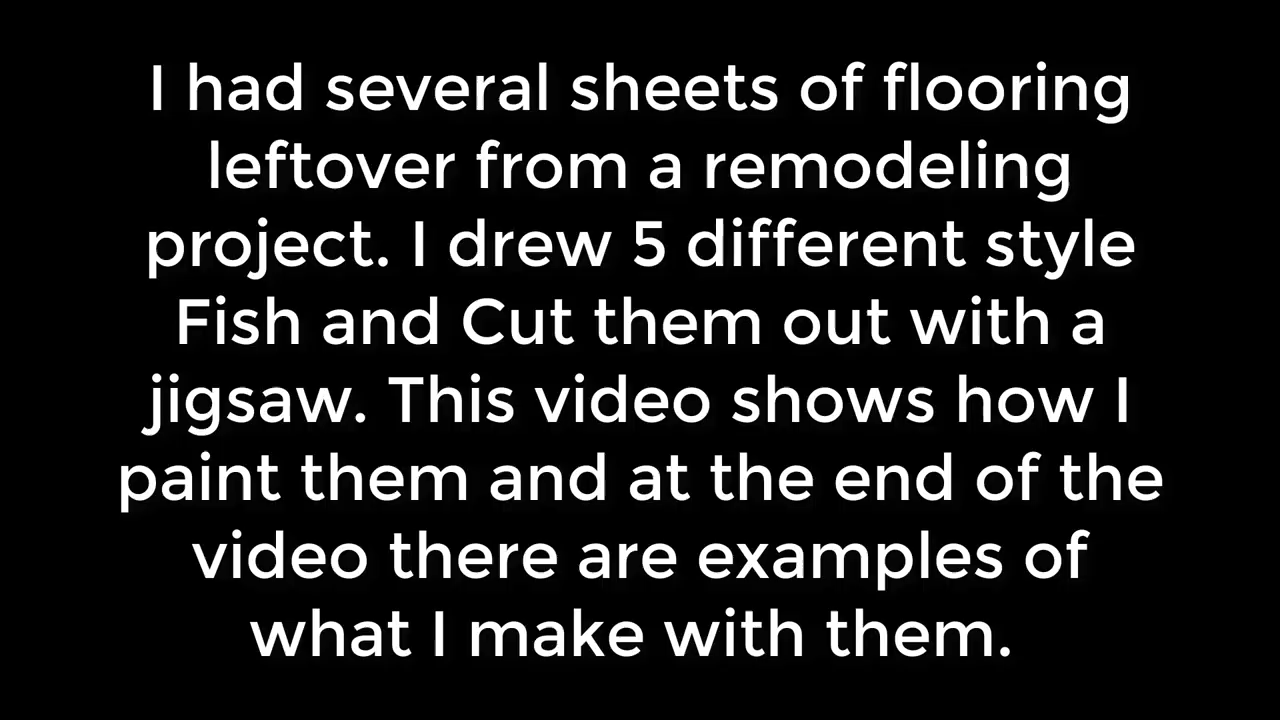 I had several sheets of flooring
leftover from a remodeling
project. I drew 5 different style
Fish and Cut them out with a
jigsaw. This video shows how I
paint them and at the end of the
video there are examples of
what I make with them.